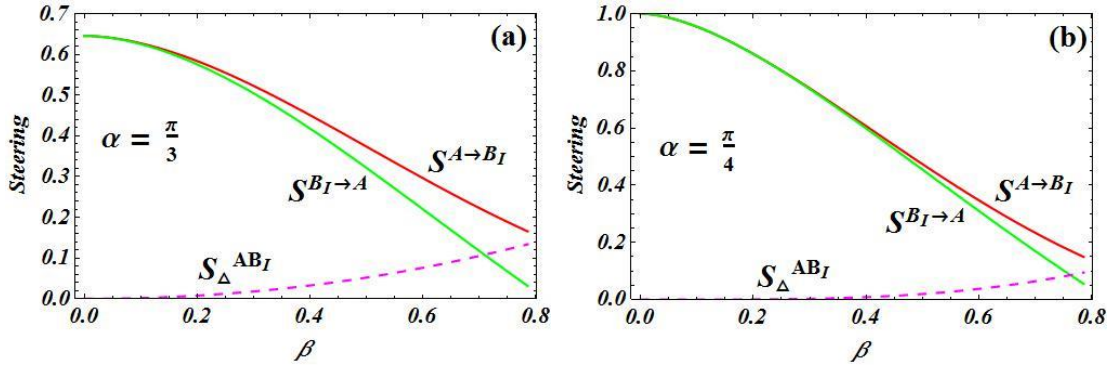 (a)
Steering
0.7
0.6
0.5
0.4
0.3
0.2
0.1
0.0
α = π/3
S^{A→B_I}
S^{B_I→A}
S_△^{AB_I}
0.0 0.2 0.4 0.6 0.8
β
(b)
Steering
1.0
0.8
0.6
0.4
0.2
0.0
α = π/4
S^{A→B_I}
S^{B_I→A}
S_△^{AB_I}
0.0 0.2 0.4 0.6 0.8
β